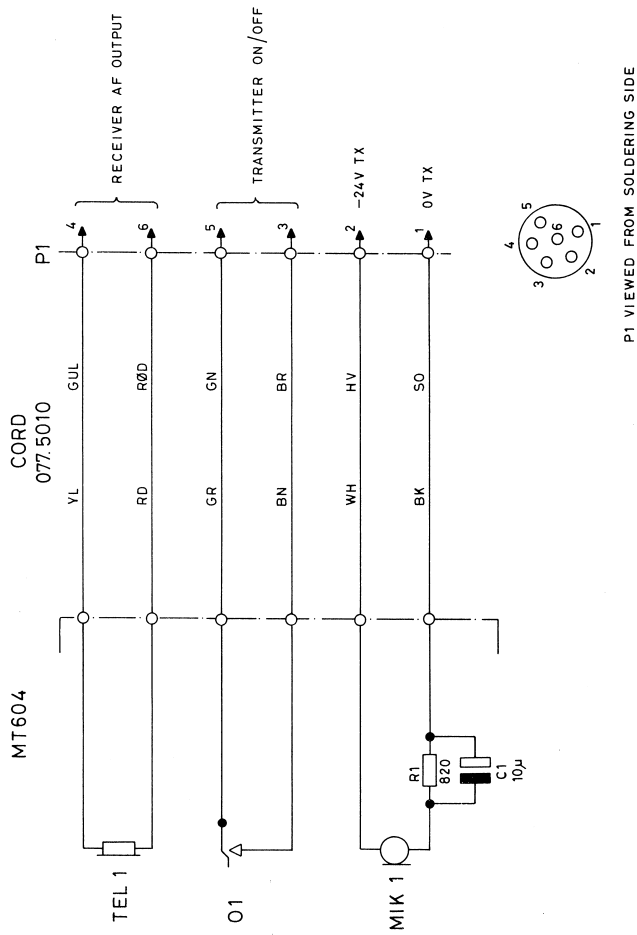 MT604
CORD
077.5010
P1
TEL 1
YL
GUL
4
RD
RØD
6
RECEIVER AF OUTPUT
O1
GR
GN
5
BN
BR
3
TRANSMITTER ON/OFF
MIK 1
WH
HV
2
-24V TX
R1
820
C1
10µ
BK
SO
1
0V TX
3
4
5
6
2
1
P1 VIEWED FROM SOLDERING SIDE